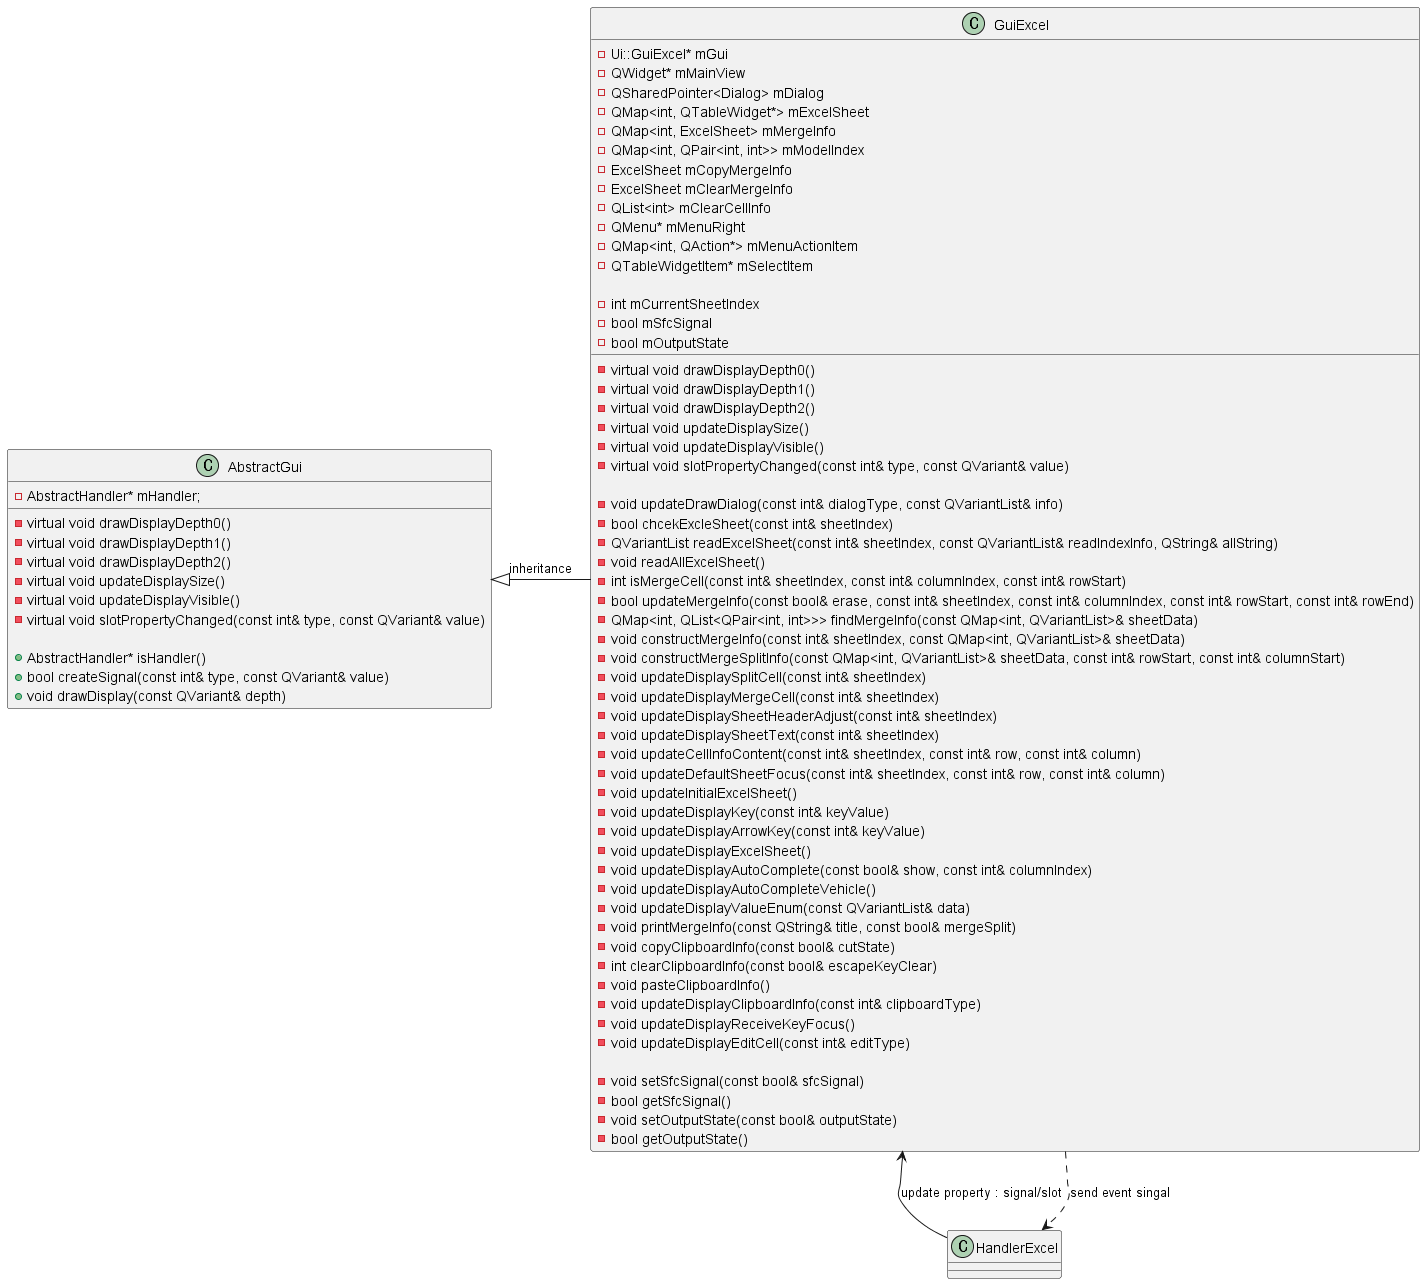 C GuiExcel
Ui::GuiExcel* mGui
QWidget* mMainView
QSharedPointer<Dialog> mDialog
QMap<int, QTableWidget*> mExcelSheet
QMap<int, ExcelSheet> mMergeInfo
QMap<int, QPair<int, int>> mModelIndex
ExcelSheet mCopyMergeInfo
ExcelSheet mClearMergeInfo
QList<int> mClearCellInfo
QMenu* mMenuRight
QMap<int, QAction*> mMenuActionItem
QTableWidgetItem* mSelectItem
int mCurrentSheetIndex
bool mSfcSignal
bool mOutputState
virtual void drawDisplayDepth0()
virtual void drawDisplayDepth1()
virtual void drawDisplayDepth2()
virtual void updateDisplaySize()
virtual void updateDisplayVisible()
virtual void slotPropertyChanged(const int& type, const QVariant& value)
void updateDrawDialog(const int& dialogType, const QVariantList& info)
bool chcekExcleSheet(const int& sheetIndex)
QVariantList readExcelSheet(const int& sheetIndex, const QVariantList& readIndexInfo, QString& allString)
void readAllExcelSheet()
int isMergeCell(const int& sheetIndex, const int& columnIndex, const int& rowStart)
bool updateMergeInfo(const bool& erase, const int& sheetIndex, const int& columnIndex, const int& rowStart, const int& rowEnd)
QMap<int, QList<QPair<int, int>>> findMergeInfo(const QMap<int, QVariantList>& sheetData)
void constructMergeInfo(const int& sheetIndex, const QMap<int, QVariantList>& sheetData)
void constructMergeSplitInfo(const QMap<int, QVariantList>& sheetData, const int& rowStart, const int& columnStart)
void updateDisplaySplitCell(const int& sheetIndex)
void updateDisplayMergeCell(const int& sheetIndex)
void updateDisplaySheetHeaderAdjust(const int& sheetIndex)
void updateDisplaySheetText(const int& sheetIndex)
void updateCellInfoContent(const int& sheetIndex, const int& row, const int& column)
void updateDefaultSheetFocus(const int& sheetIndex, const int& row, const int& column)
void updateInitialExcelSheet()
void updateDisplayKey(const int& keyValue)
void updateDisplayArrowKey(const int& keyValue)
void updateDisplayExcelSheet()
void updateDisplayAutoComplete(const bool& show, const int& columnIndex)
void updateDisplayAutoCompleteVehicle()
void updateDisplayValueEnum(const QVariantList& data)
void printMergeInfo(const QString& title, const bool& mergeSplit)
void copyClipboardInfo(const bool& cutState)
int clearClipboardInfo(const bool& escapeKeyClear)
void pasteClipboardInfo()
void updateDisplayClipboardInfo(const int& clipboardType)
void updateDisplayReceiveKeyFocus()
void updateDisplayEditCell(const int& editType)
void setSfcSignal(const bool& sfcSignal)
bool getSfcSignal()
void setOutputState(const bool& outputState)
bool getOutputState()
C AbstractGui
AbstractHandler* mHandler;
virtual void drawDisplayDepth0()
virtual void drawDisplayDepth1()
virtual void drawDisplayDepth2()
virtual void updateDisplaySize()
virtual void updateDisplayVisible()
virtual void slotPropertyChanged(const int& type, const QVariant& value)
AbstractHandler* isHandler()
bool createSignal(const int& type, const QVariant& value)
void drawDisplay(const QVariant& depth)
inheritance
update property : signal/slot
send event singal
C HandlerExcel